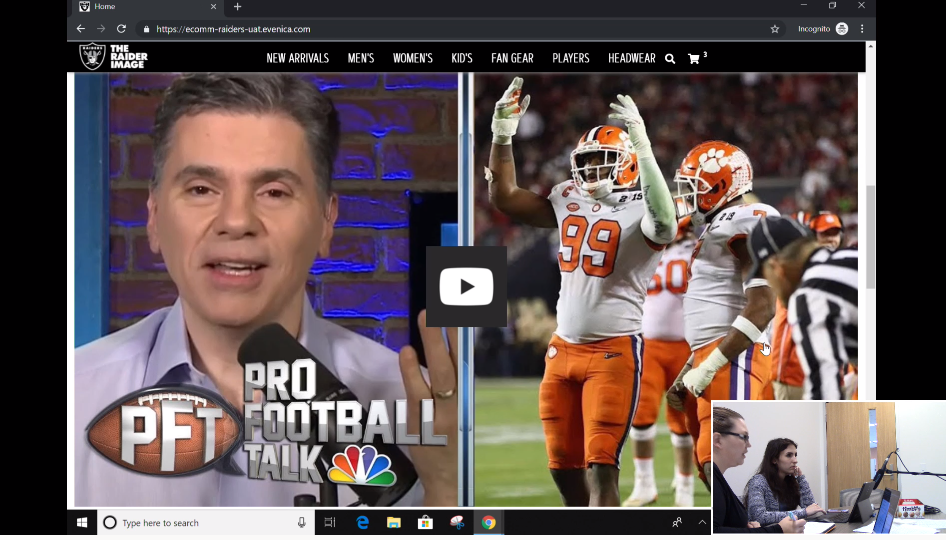 Home
https://ecomm-raiders-uat.evenica.com
Incognito
RAIDERS
THE
RAIDER
IMAGE
NEW ARRIVALS MEN'S WOMEN'S KID'S FAN GEAR PLAYERS HEADWEAR 3
99
PFT
PRO
FOOTBALL
TALK
Type here to search